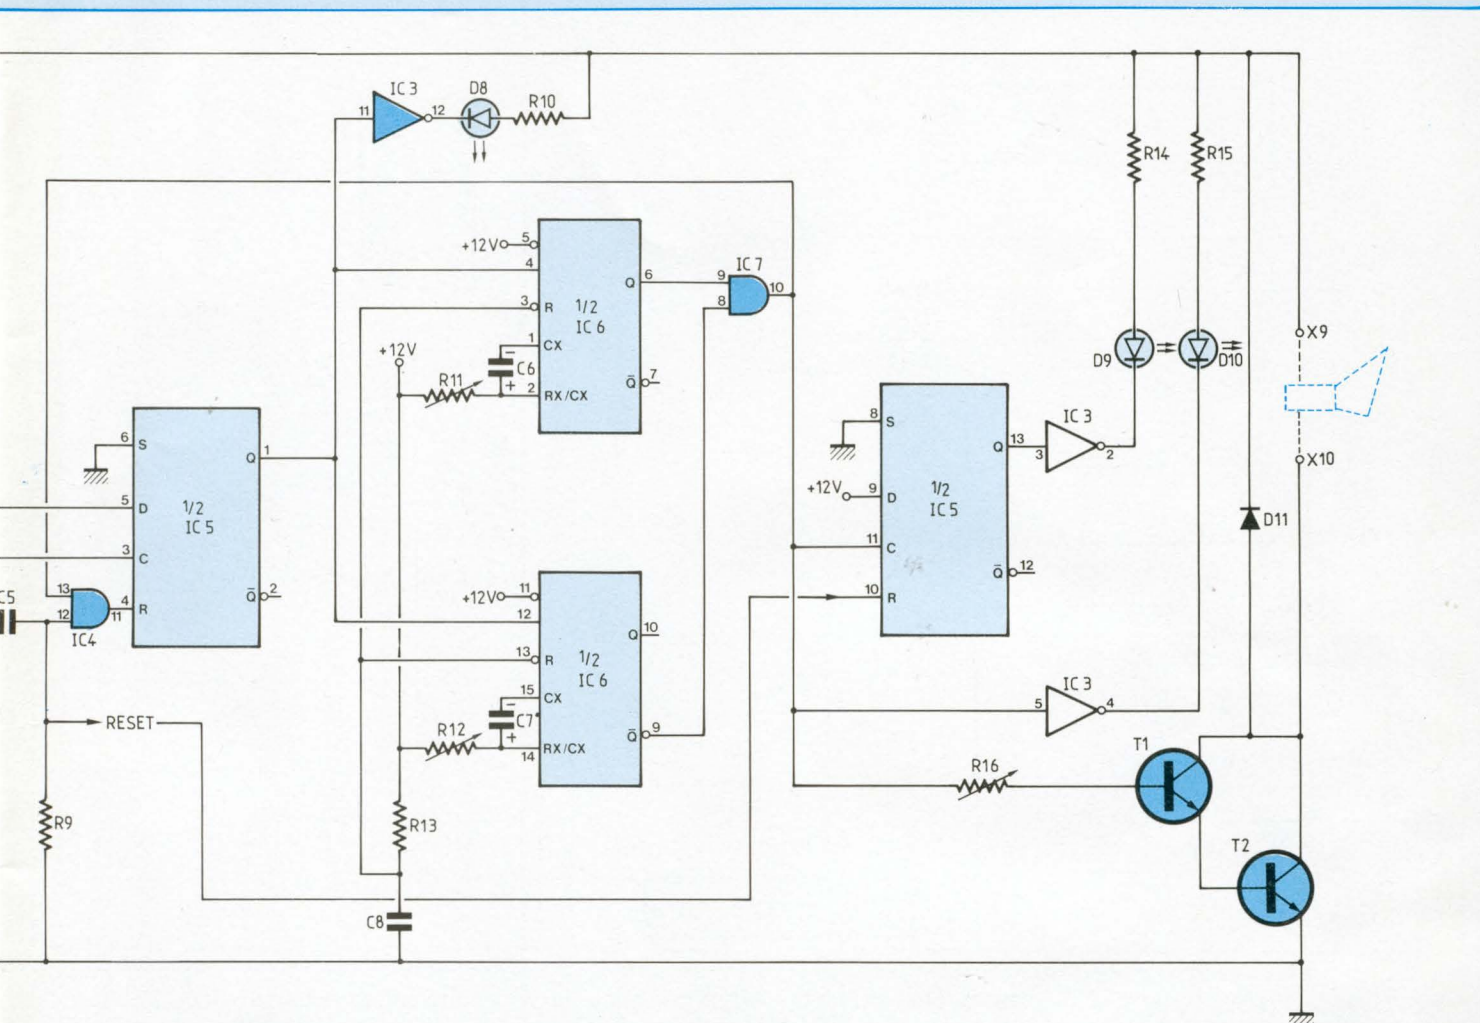 IC 3
D8
11
12
R10
R14
R15
+12V
5
4
Q
6
IC 7
9
10
8
3
R
1/2
IC 6
+12V
1
CX
C6
−
+
R11
2
RX/CX
Q̄
7
X9
D9
D10
6
S
Q
1
5
D
1/2
IC 5
3
C
13
4
R
Q̄
2
C5
12
11
IC4
8
S
Q
13
3
IC 3
2
X10
+12V
9
D
1/2
IC 5
D11
11
C
Q̄
12
10
R
+12V
11
12
Q
10
13
R
1/2
IC 6
15
CX
C7
−
+
R12
14
RX/CX
Q̄
9
IC 3
5
4
RESET
T1
R16
R9
R13
T2
C8